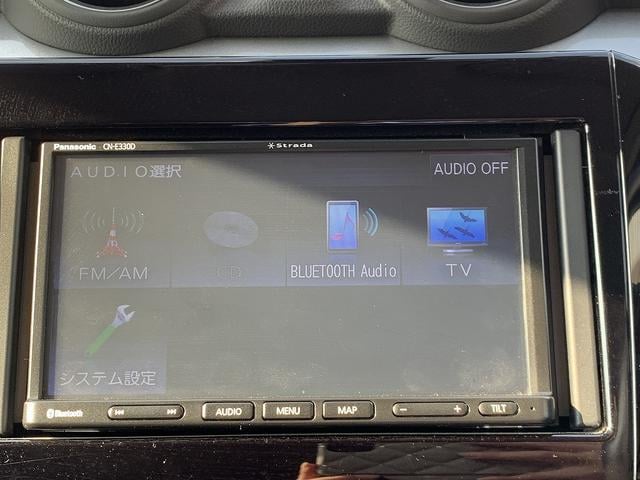 Panasonic CN-E330D
Strada
AUDIO選択
AUDIO OFF
FM/AM
CD
BLUETOOTH Audio
TV
システム設定
Bluetooth
AUDIO
MENU
MAP
− +
TILT